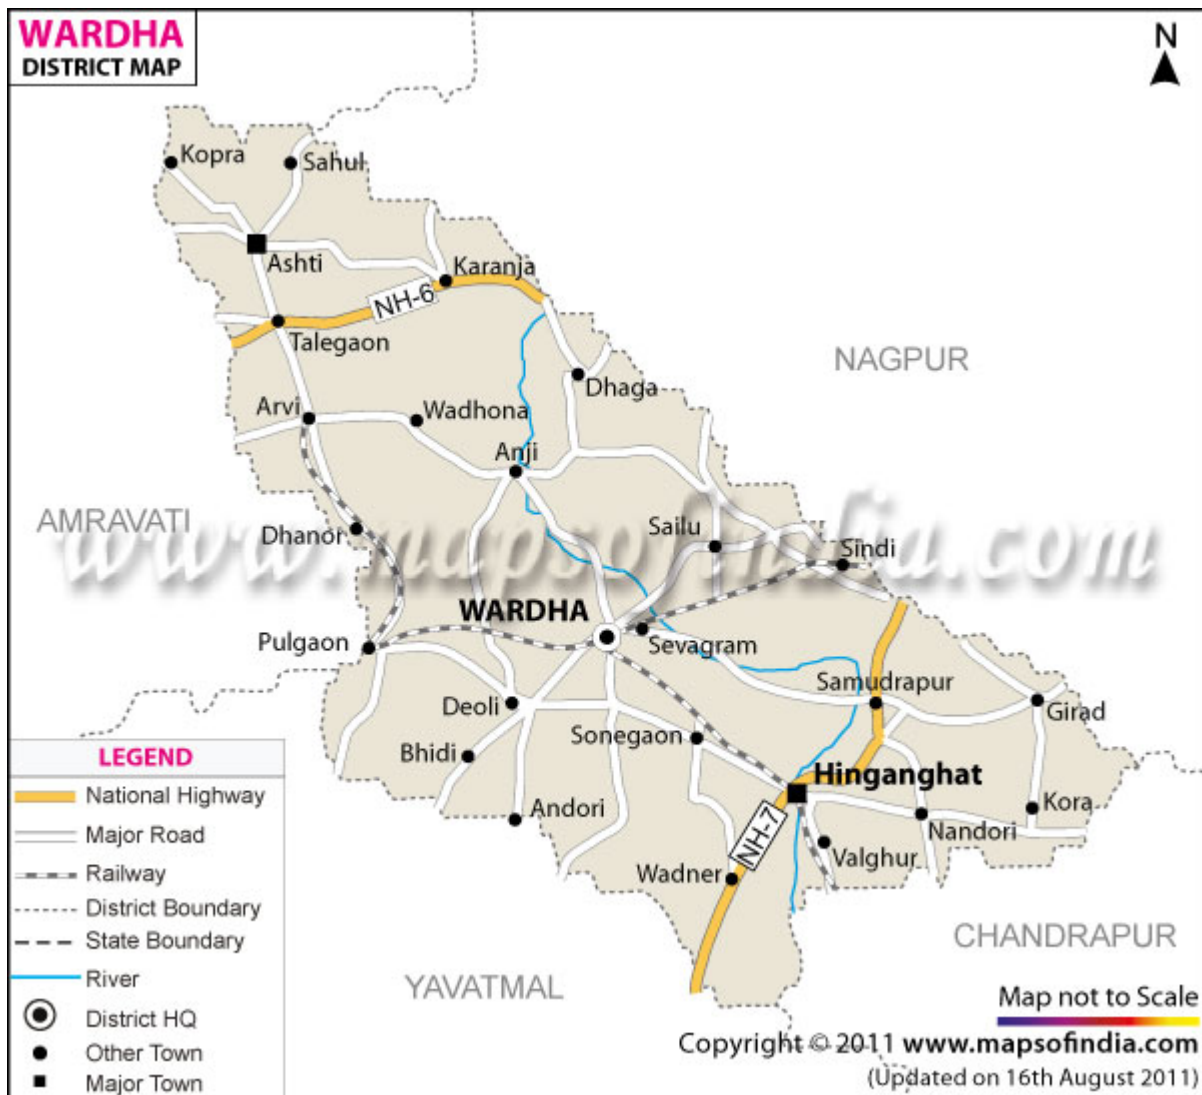 WARDHA
DISTRICT MAP
N
Kopra
Sahul
Ashti
Karanja
NH-6
Talegaon
NAGPUR
Dhaga
Arvi
Wadhona
Anji
AMRAVATI
Dhanor
Sailu
Sindi
www.mapsofindia.com
WARDHA
Pulgaon
Sevagram
Samudrapur
Deoli
Girad
Bhidi
Sonegaon
Hinganghat
Andori
Kora
Nandori
NH-7
Valghur
Wadner
CHANDRAPUR
YAVATMAL
LEGEND
National Highway
Major Road
Railway
District Boundary
State Boundary
River
District HQ
Other Town
Major Town
Map not to Scale
Copyright © 2011 www.mapsofindia.com
(Updated on 16th August 2011)